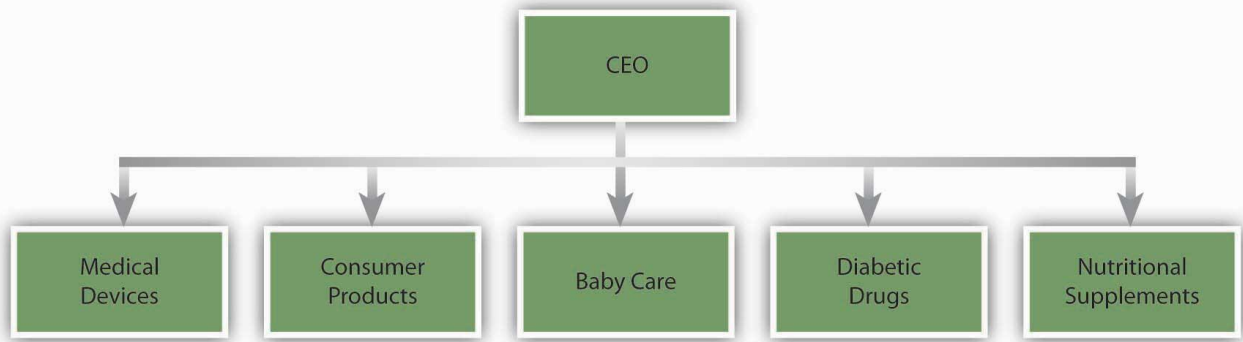 CEO
Medical
Devices
Consumer
Products
Baby Care
Diabetic
Drugs
Nutritional
Supplements